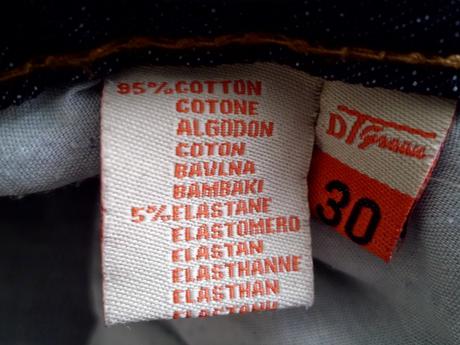 95% COTTON
COTONE
ALGODON
COTON
BAVLNA
BAMBAKI
5% ELASTANE
ELASTOMERO
ELASTAN
ELASTHANNE
ELASTHAN
DT
30